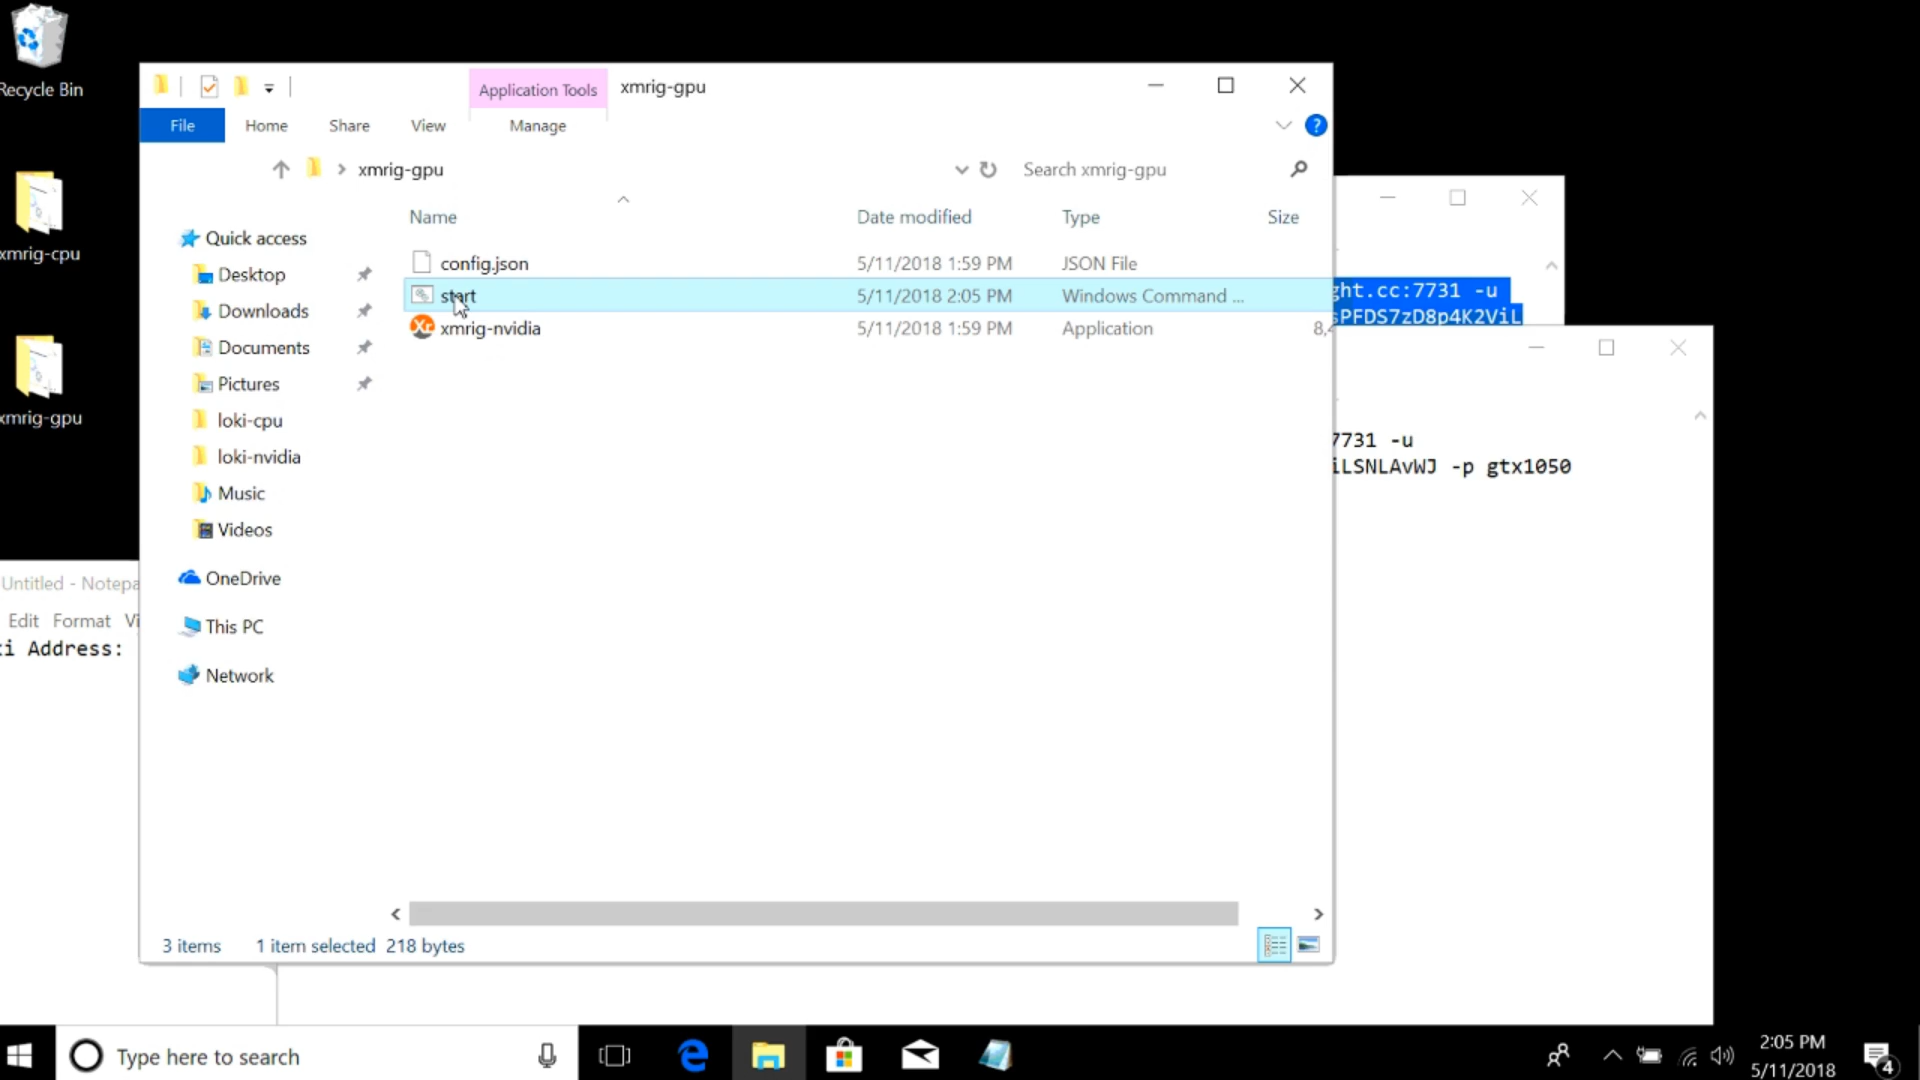 Recycle Bin
xmrig-cpu
xmrig-gpu
Application Tools
xmrig-gpu
File
Home
Share
View
Manage
?
xmrig-gpu
Search xmrig-gpu
Name
Date modified
Type
Size
config.json
5/11/2018 1:59 PM
JSON File
start
5/11/2018 2:05 PM
Windows Command ...
xmrig-nvidia
5/11/2018 1:59 PM
Application
8,4
Quick access
Desktop
Downloads
Documents
Pictures
loki-cpu
loki-nvidia
Music
Videos
OneDrive
This PC
Network
3 items
1 item selected
218 bytes
ght.cc:7731 -u
sPFDS7zD8p4K2ViL
7731 -u
iLSNLAvWJ -p gtx1050
Untitled - Notepa
Edit
Format
Vi
ki Address:
Type here to search
2:05 PM
5/11/2018
4